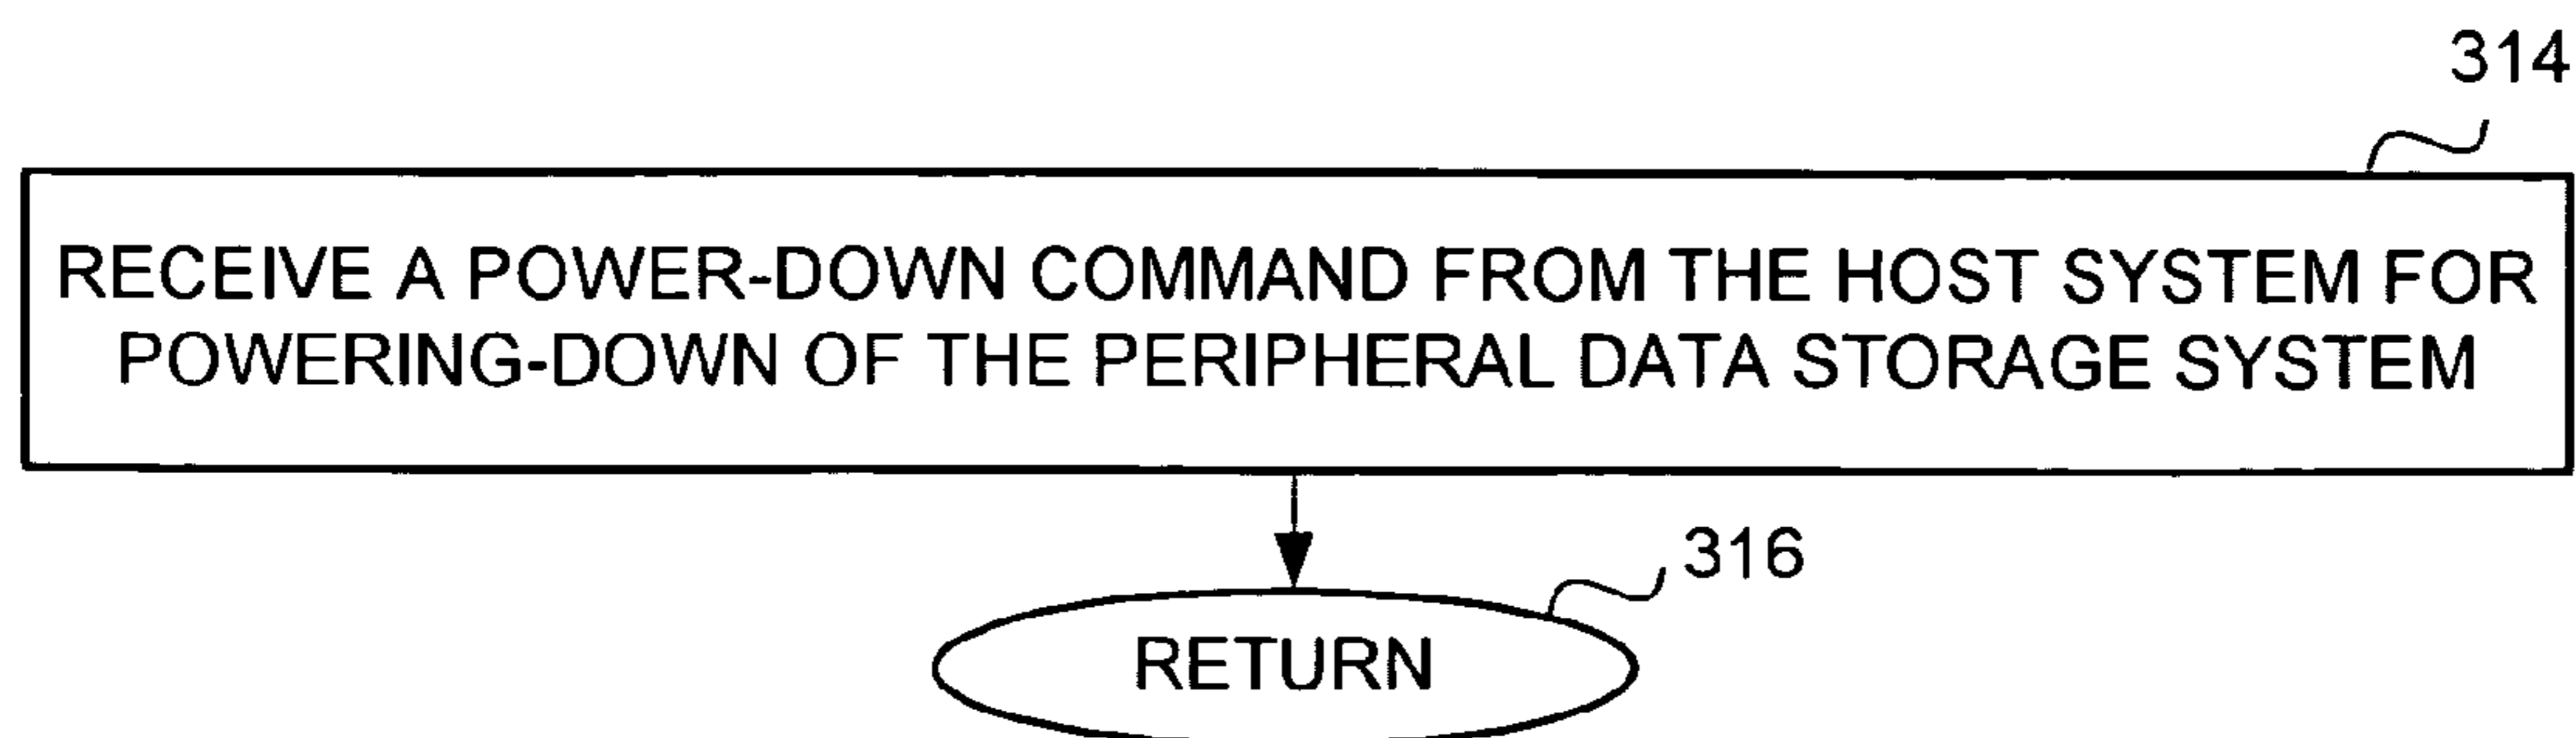 314
RECEIVE A POWER-DOWN COMMAND FROM THE HOST SYSTEM FOR
POWERING-DOWN OF THE PERIPHERAL DATA STORAGE SYSTEM
316
RETURN